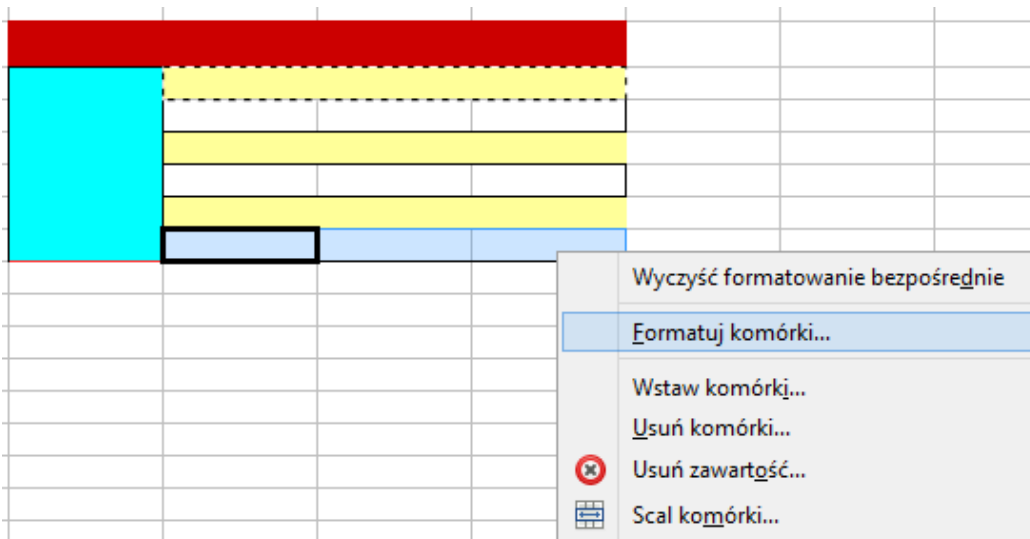 Wyczyść formatowanie bezpośrednie
Formatuj komórki...
Wstaw komórki...
Usuń komórki...
Usuń zawartość...
Scal komórki...